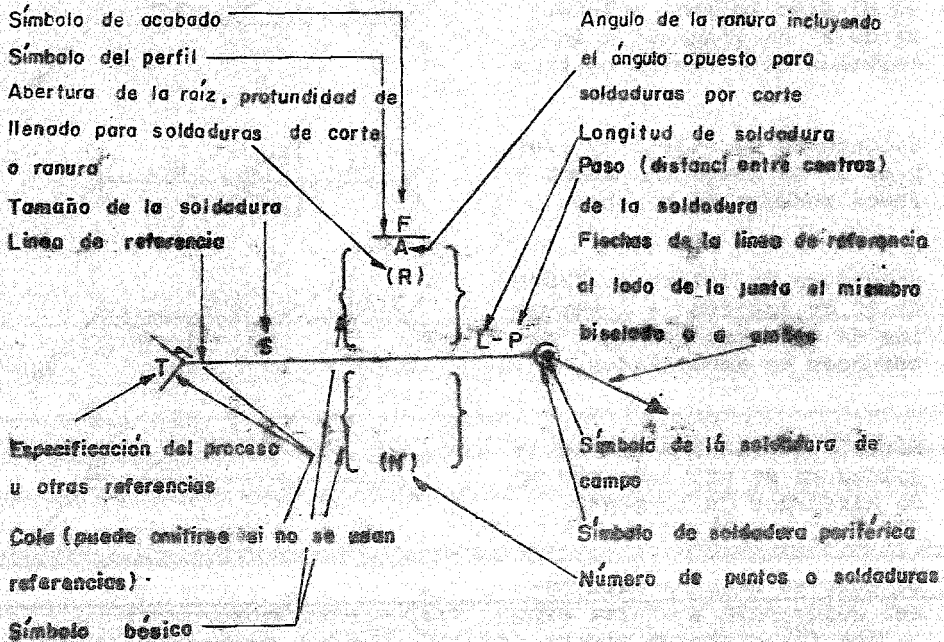 Símbolo de acabado
Símbolo del perfil
Abertura de la raíz, protundidad de
llenado para soldaduras de corte
o ranura
Tamaño de la soldadura
Linea de referencia
Angulo de la ranura incluyendo
el ángulo opuesto para
soldaduras por corte
Longitud de soldadura
Paso (distanci entre centros)
de la soldadura
Flechas de la linea de referencia
al lado de la junta el miembro
biselado o a ambos
F
A
(R)
S
L-P
T
(N)
Especificación del proceso
u otras referencias
Cola (puede omitirse si no se usan
referencias)
Símbolo básico
Símbolo de la soldadura de
campo
Símbolo de soldadura periférica
Número de puntos o soldaduras